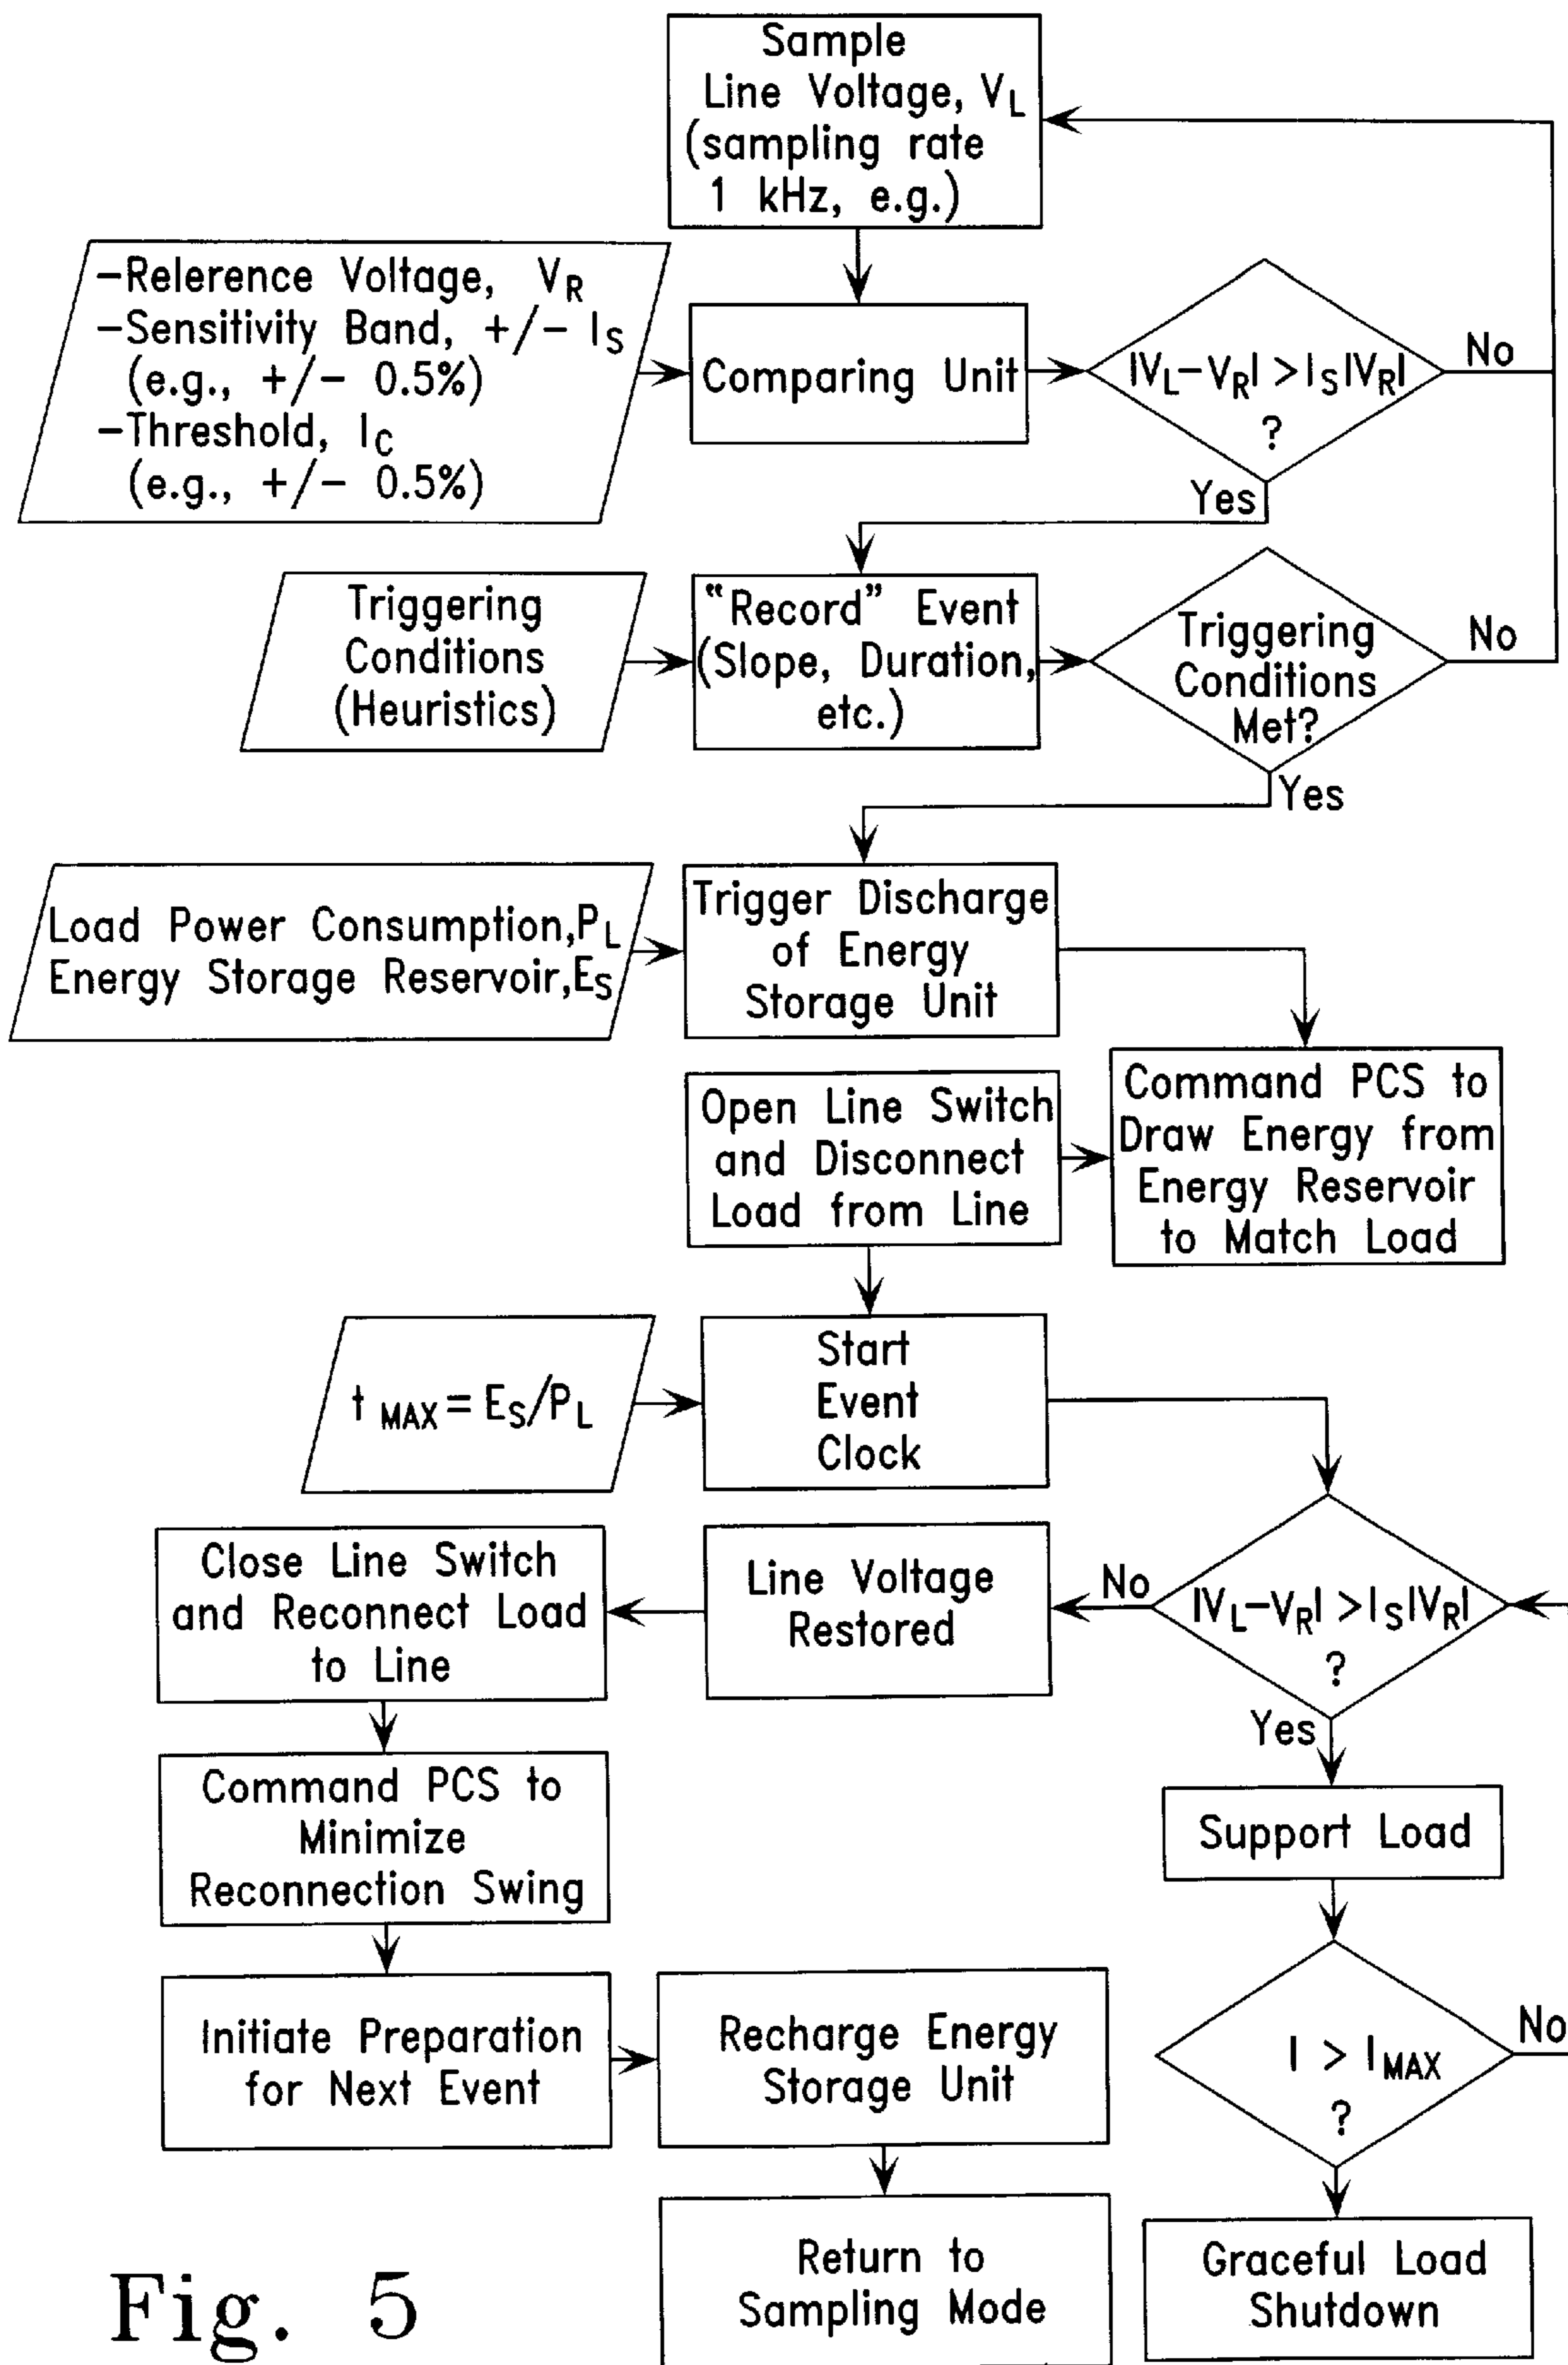 Sample
Line Voltage, VL
(sampling rate
1 kHz, e.g.)
-Relerence Voltage, VR
-Sensitivity Band, +/- IS
(e.g., +/- 0.5%)
-Threshold, IC
(e.g., +/- 0.5%)
Comparing Unit
|VL-VR| > IS|VR|
?
No
Yes
Triggering
Conditions
(Heuristics)
"Record" Event
(Slope, Duration,
etc.)
Triggering
Conditions
Met?
No
Yes
Load Power Consumption,PL
Energy Storage Reservoir,ES
Trigger Discharge
of Energy
Storage Unit
Open Line Switch
and Disconnect
Load from Line
Command PCS to
Draw Energy from
Energy Reservoir
to Match Load
t MAX = ES/PL
Start
Event
Clock
Close Line Switch
and Reconnect Load
to Line
Line Voltage
Restored
No
|VL-VR| > IS|VR|
?
Yes
Command PCS to
Minimize
Reconnection Swing
Support Load
Initiate Preparation
for Next Event
Recharge Energy
Storage Unit
I > IMAX
?
No
Return to
Sampling Mode
Graceful Load
Shutdown
Fig. 5